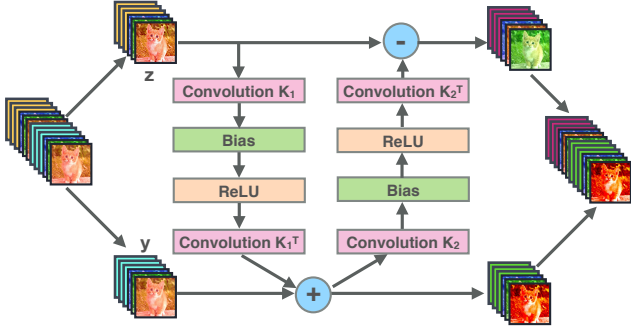 z
-
Convolution K₁
Convolution K₂ᵀ
Bias
ReLU
ReLU
Bias
y
Convolution K₁ᵀ
Convolution K₂
+